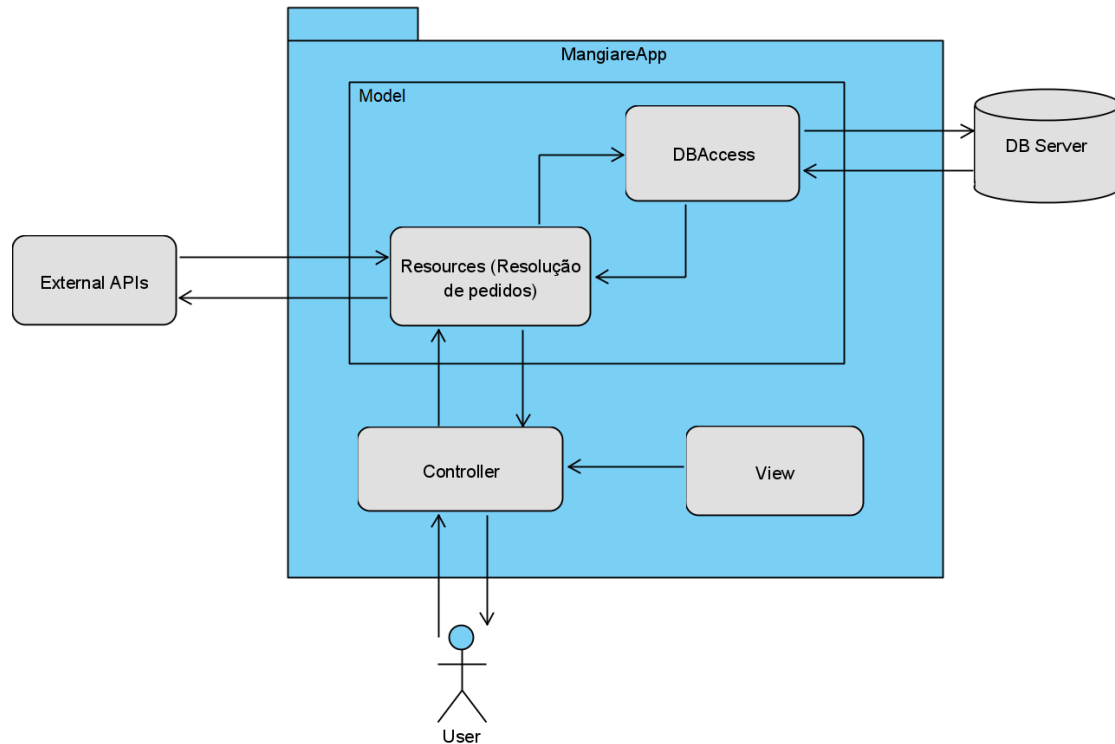 MangiareApp
Model
DBAccess
DB Server
External APIs
Resources (Resolução
de pedidos)
Controller
View
User